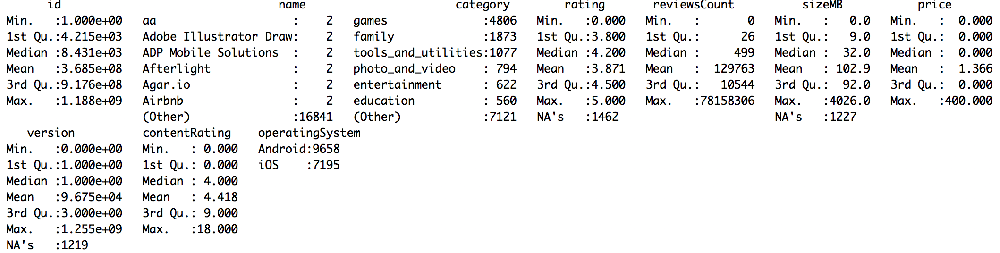 id                            name                      category        rating       reviewsCount          sizeMB           price
Min.   :1.000e+00   aa                    :    2   games              :4806   Min.   :0.000   Min.   :       0   Min.   :   0.0   Min.   :  0.000
1st Qu.:4.215e+03   Adobe Illustrator Draw:    2   family             :1873   1st Qu.:3.800   1st Qu.:      26   1st Qu.:   9.0   1st Qu.:  0.000
Median :8.431e+03   ADP Mobile Solutions  :    2   tools_and_utilities:1077   Median :4.200   Median :     499   Median :  32.0   Median :  0.000
Mean   :3.685e+08   Afterlight            :    2   photo_and_video    : 794   Mean   :3.871   Mean   :  129763   Mean   : 102.9   Mean   :  1.366
3rd Qu.:9.176e+08   Agar.io               :    2   entertainment      : 622   3rd Qu.:4.500   3rd Qu.:   10544   3rd Qu.:  92.0   3rd Qu.:  0.000
Max.   :1.188e+09   Airbnb                :    2   education          : 560   Max.   :5.000   Max.   :78158306   Max.   :4026.0   Max.   :400.000
                    (Other)               :16841   (Other)            :7121   NA's   :1462                       NA's   :1227
   version          contentRating    operatingSystem
Min.   :0.000e+00   Min.   : 0.000   Android:9658
1st Qu.:1.000e+00   1st Qu.: 0.000   iOS    :7195
Median :1.000e+00   Median : 4.000
Mean   :9.675e+04   Mean   : 4.418
3rd Qu.:3.000e+00   3rd Qu.: 9.000
Max.   :1.255e+09   Max.   :18.000
NA's   :1219